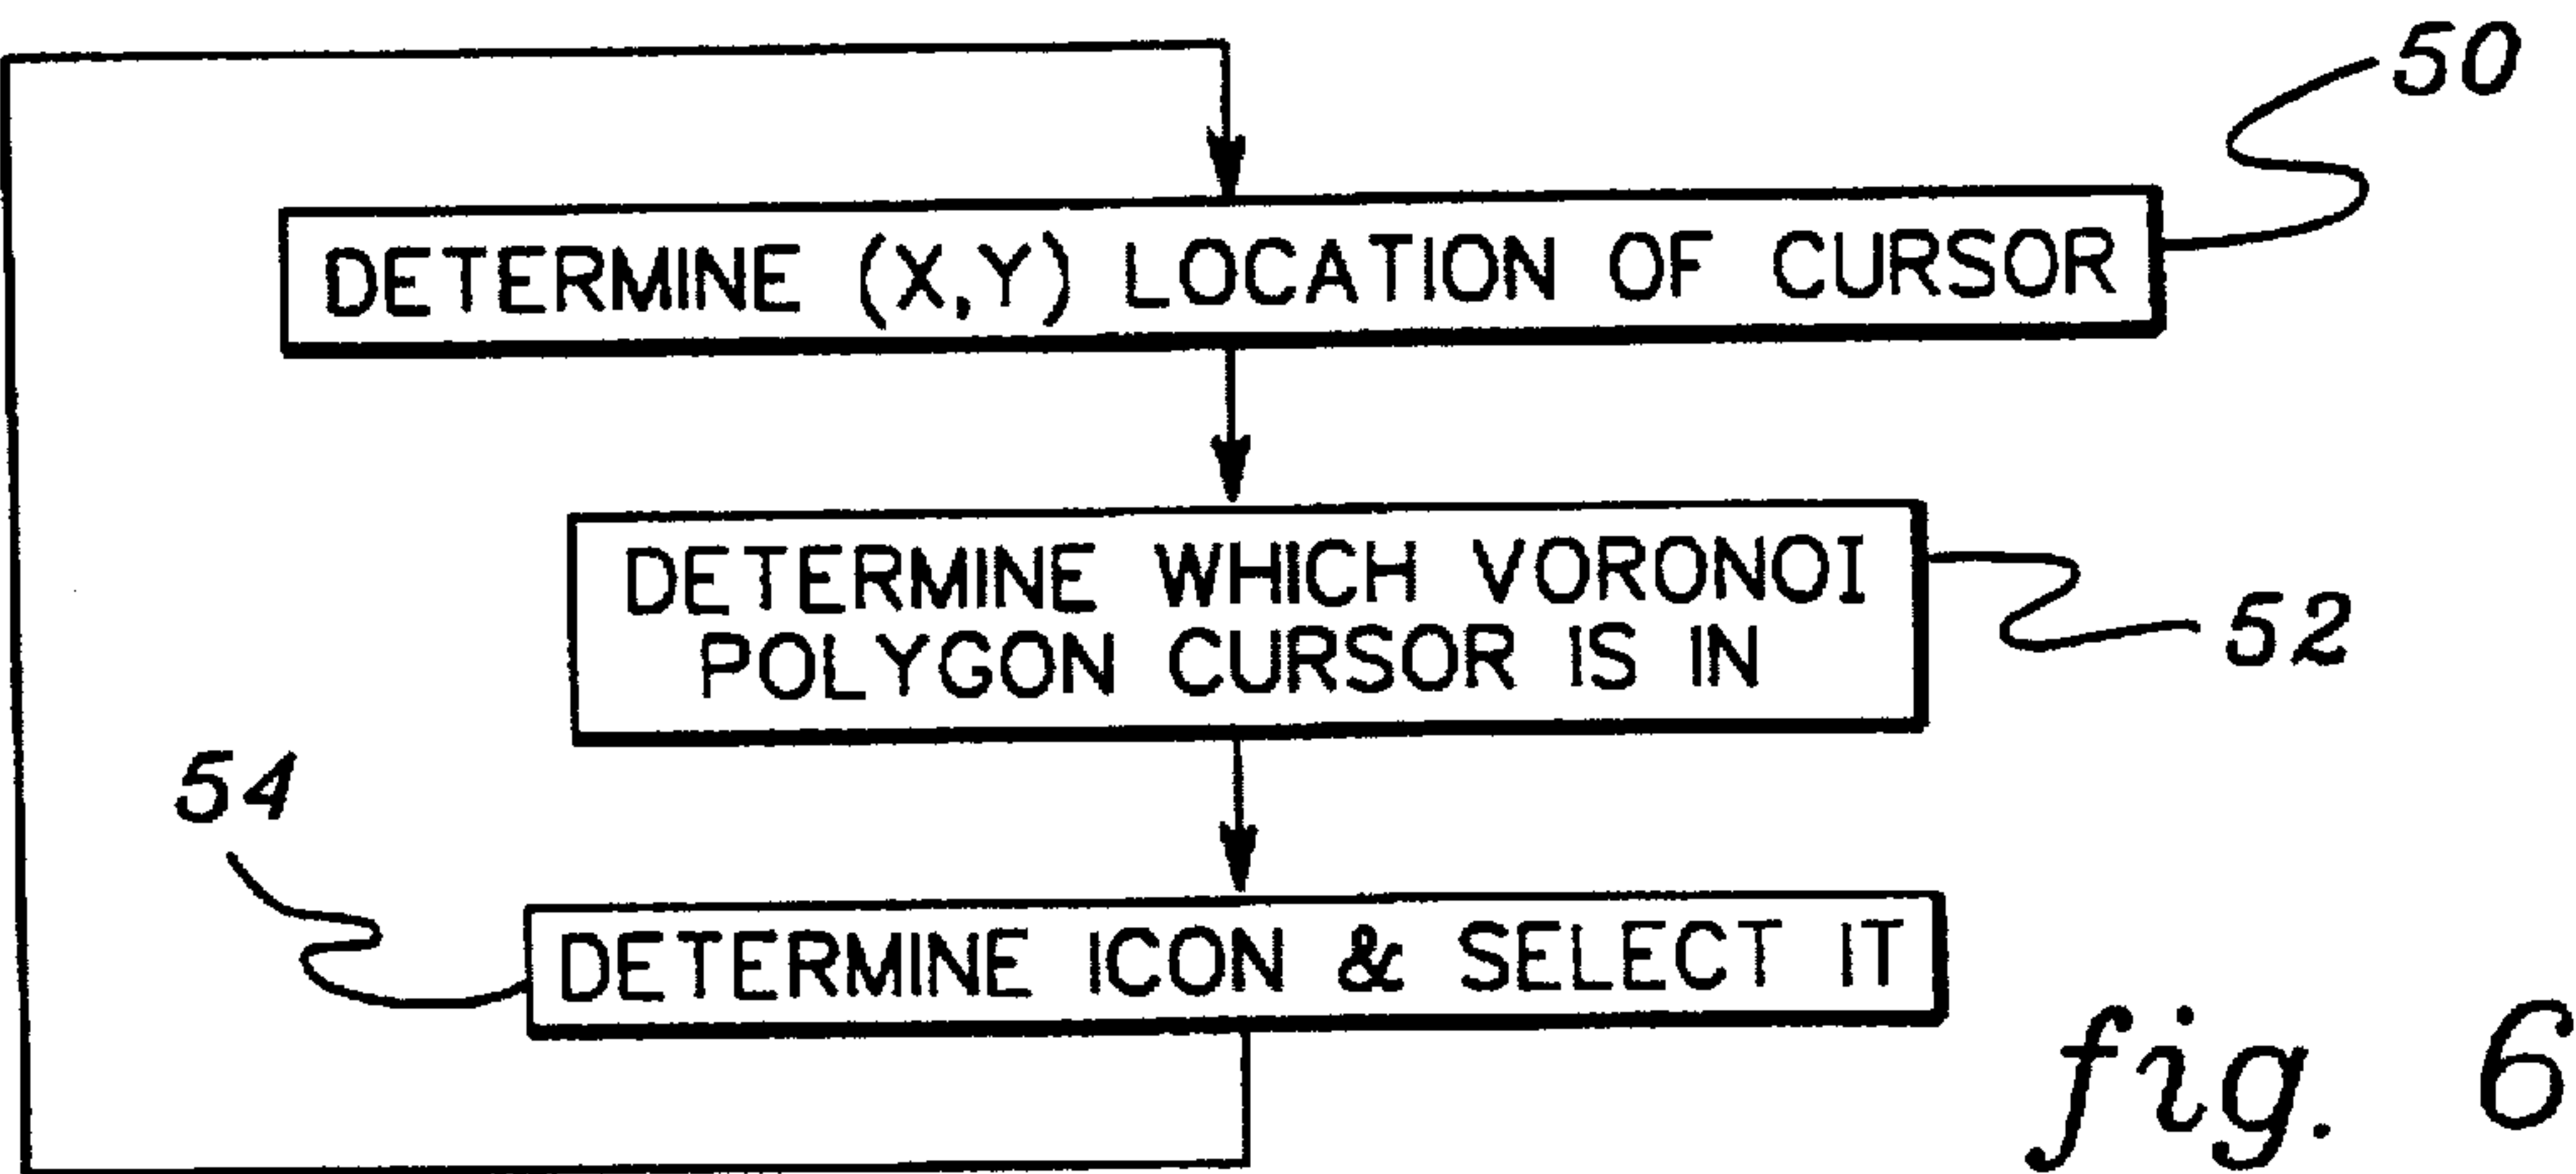 50
DETERMINE (X,Y) LOCATION OF CURSOR
DETERMINE WHICH VORONOI
POLYGON CURSOR IS IN
52
54
DETERMINE ICON & SELECT IT
fig. 6